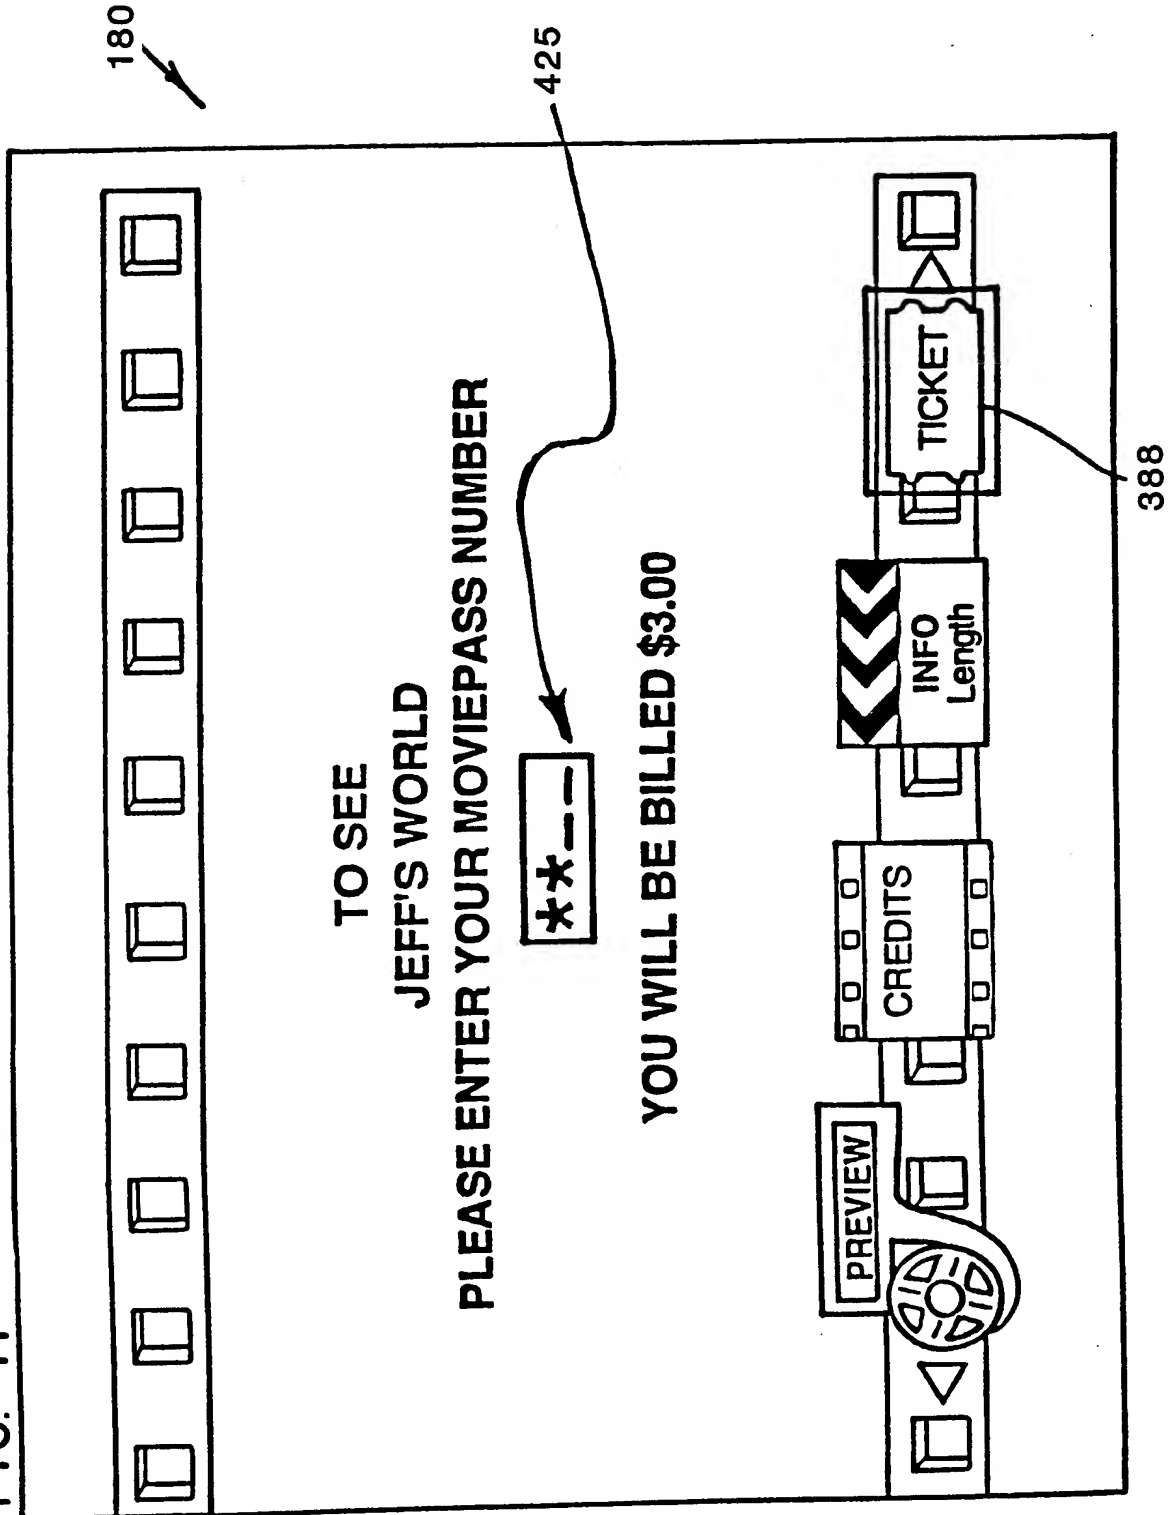 180
TO SEE
JEFF'S WORLD
PLEASE ENTER YOUR MOVIEPASS NUMBER
**__
425
YOU WILL BE BILLED $3.00
PREVIEW
CREDITS
INFO
Length
TICKET
388